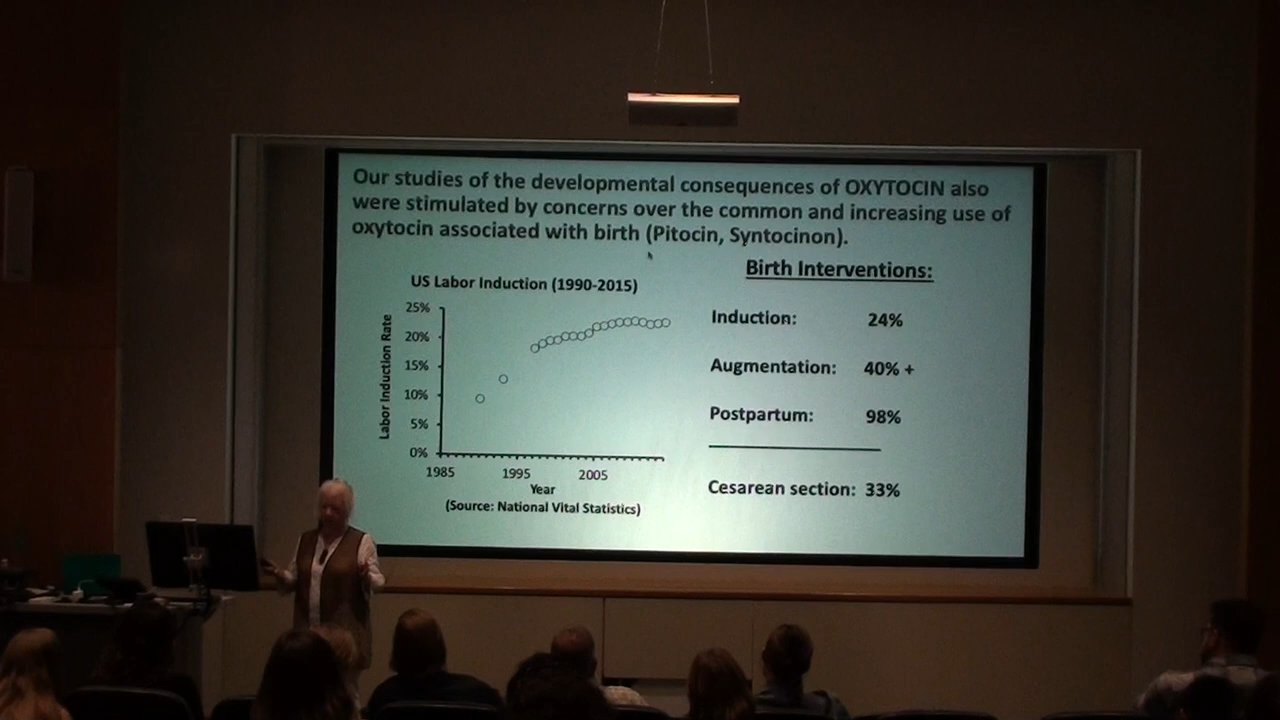 Our studies of the developmental consequences of OXYTOCIN also
were stimulated by concerns over the common and increasing use of
oxytocin associated with birth (Pitocin, Syntocinon).
US Labor Induction (1990-2015)
Labor Induction Rate
25%
20%
15%
10%
5%
0%
1985
1995
2005
Year
(Source: National Vital Statistics)
Birth Interventions:
Induction: 24%
Augmentation: 40% +
Postpartum: 98%
Cesarean section: 33%